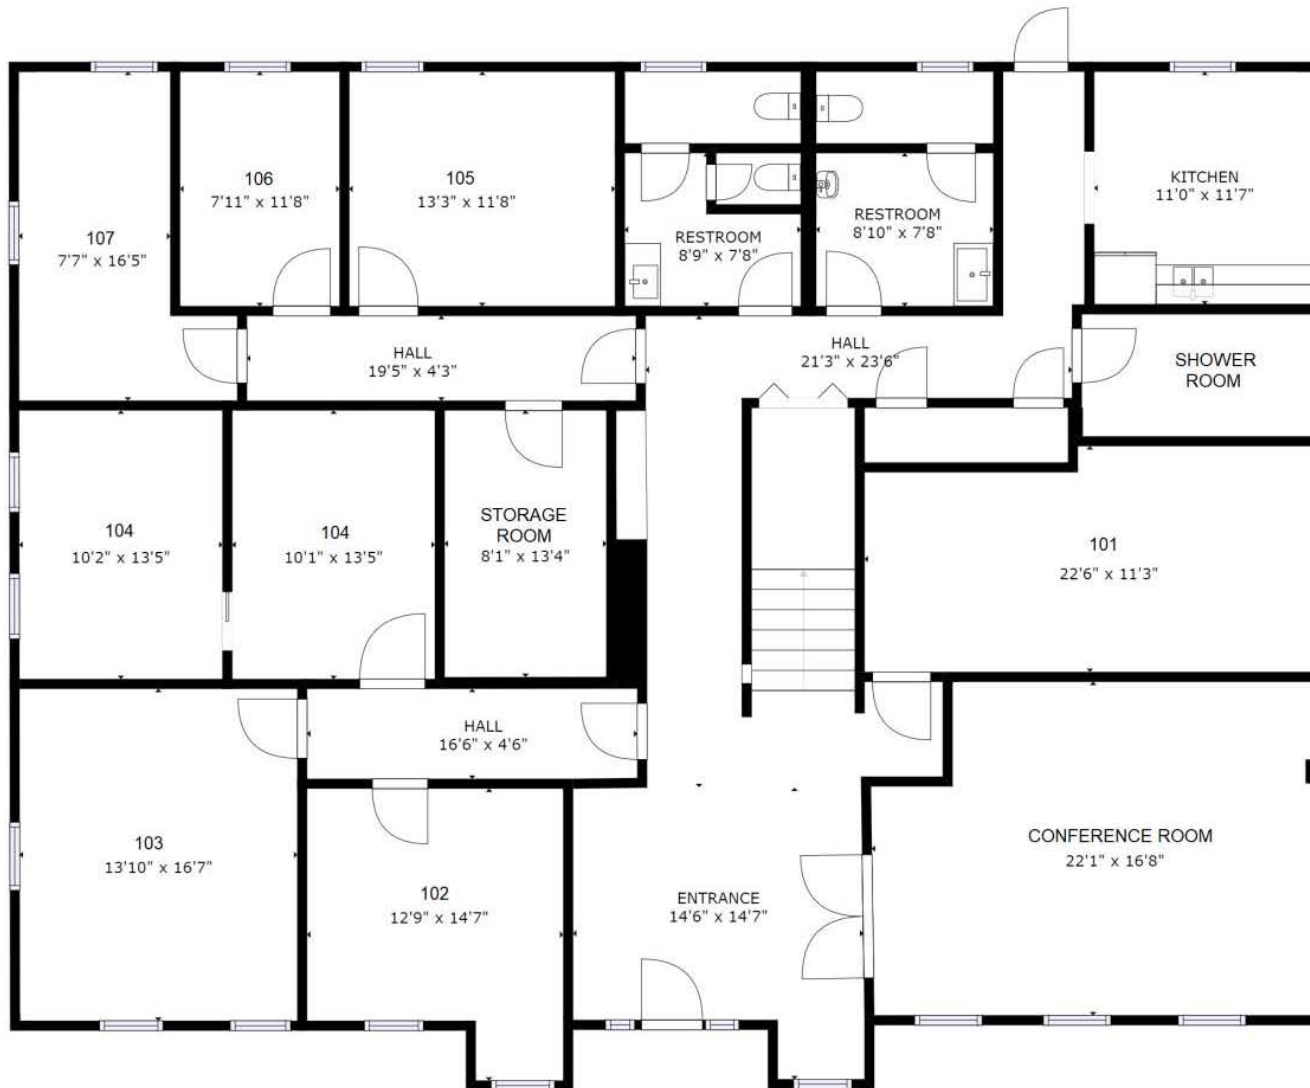 106
7'11" x 11'8"
105
13'3" x 11'8"
KITCHEN
11'0" x 11'7"
107
7'7" x 16'5"
RESTROOM
8'9" x 7'8"
RESTROOM
8'10" x 7'8"
HALL
19'5" x 4'3"
HALL
21'3" x 23'6"
SHOWER
ROOM
104
10'2" x 13'5"
104
10'1" x 13'5"
STORAGE
ROOM
8'1" x 13'4"
101
22'6" x 11'3"
HALL
16'6" x 4'6"
103
13'10" x 16'7"
102
12'9" x 14'7"
ENTRANCE
14'6" x 14'7"
CONFERENCE ROOM
22'1" x 16'8"